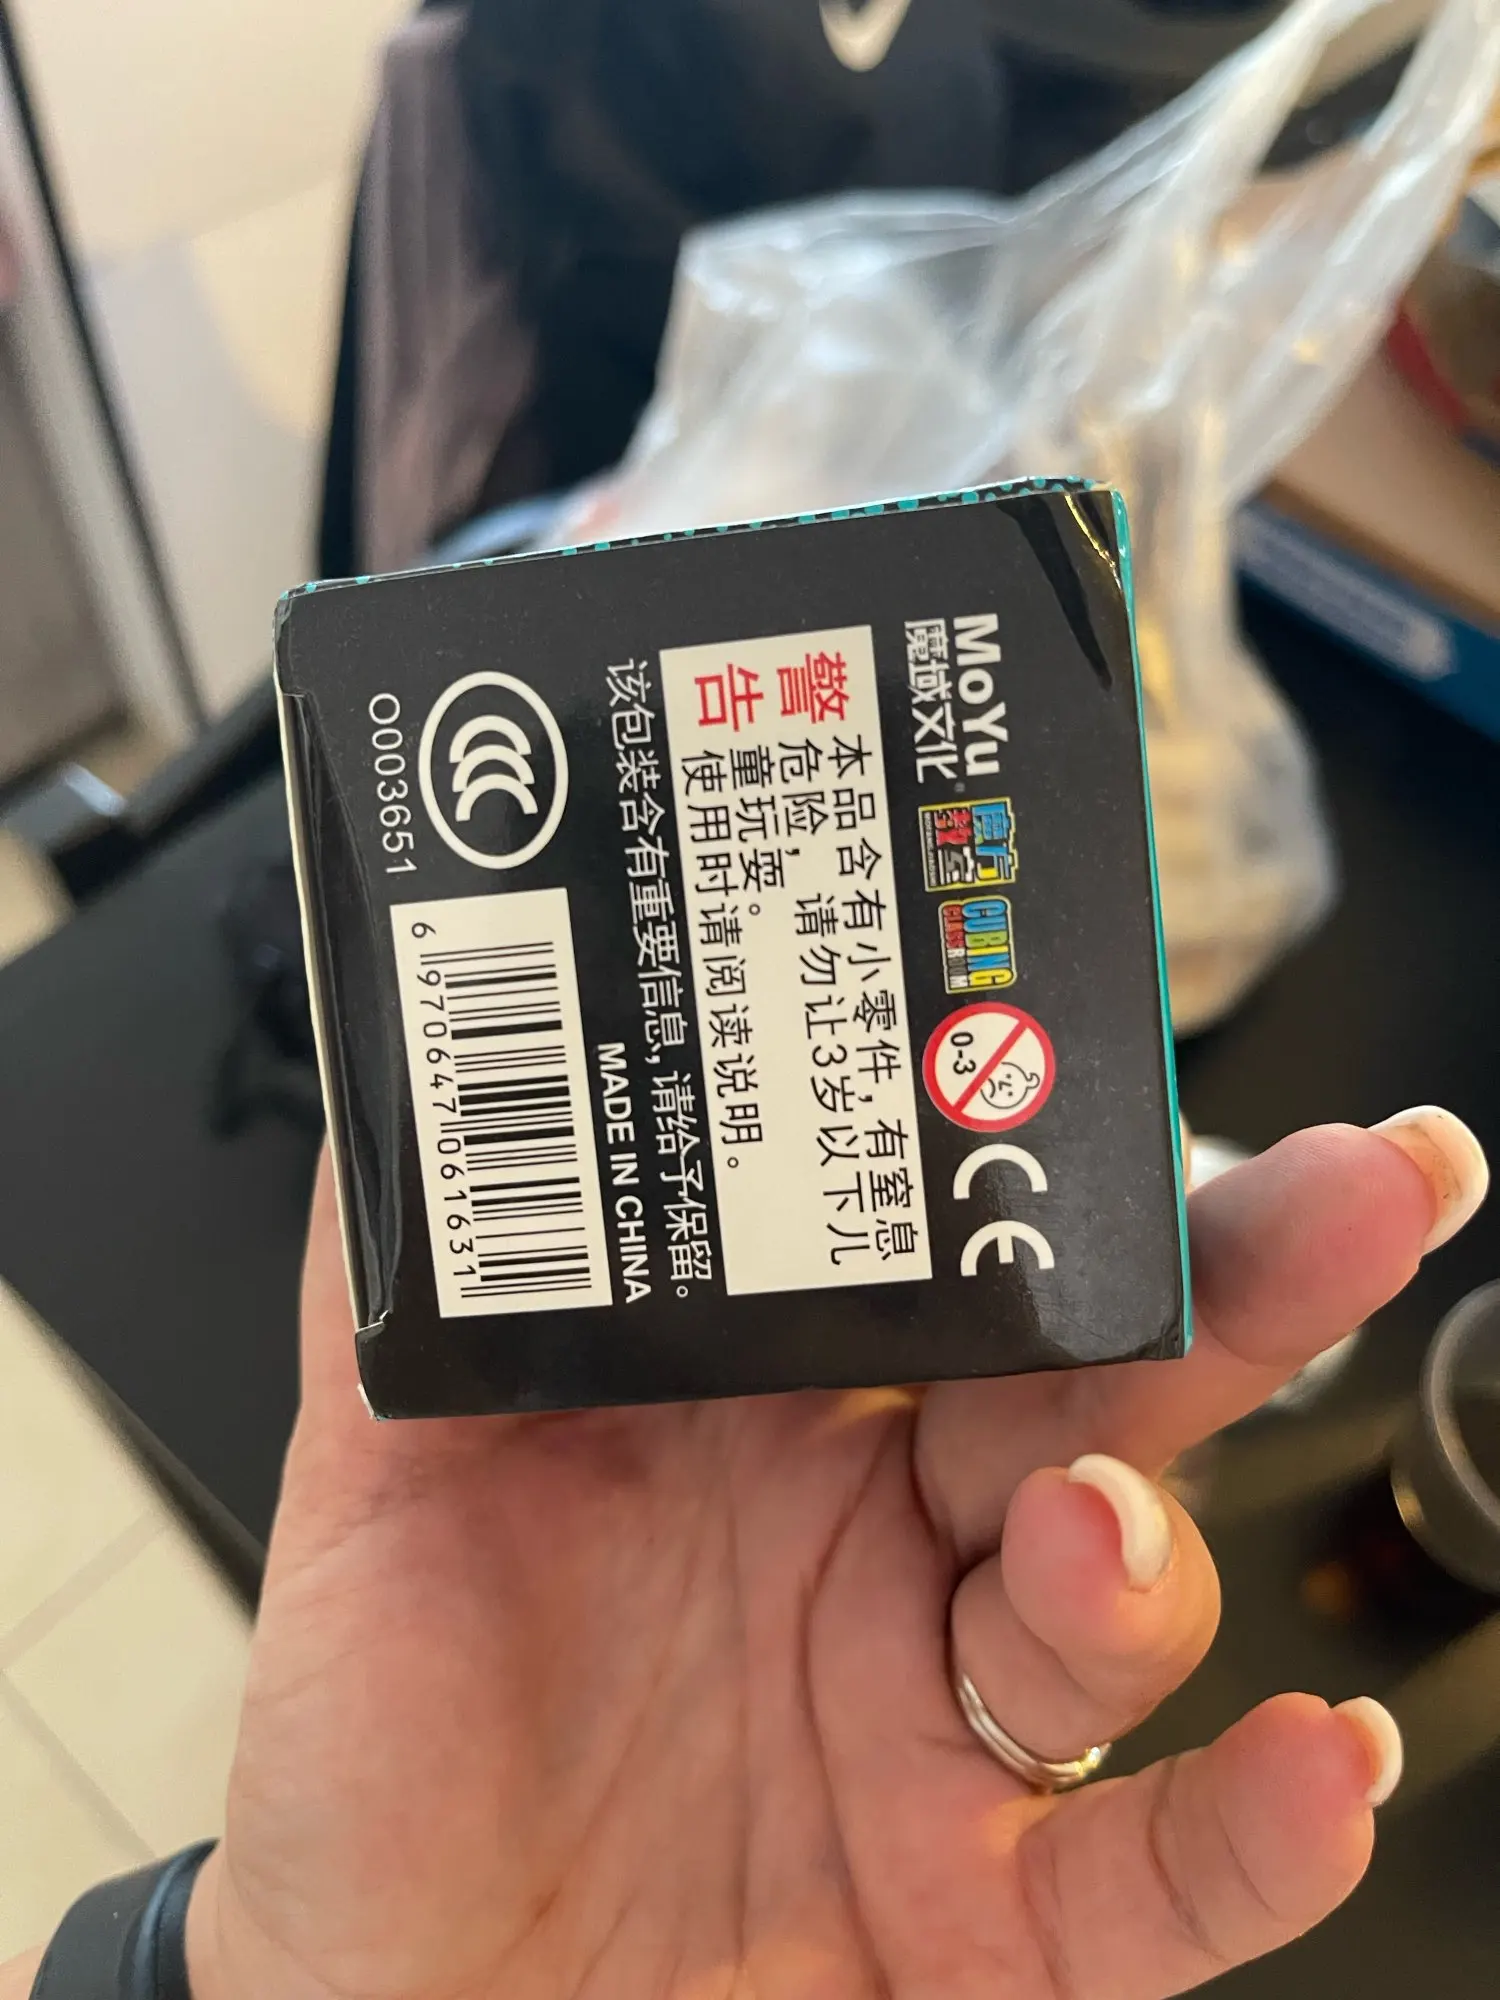 MoYu
魔域文化®
魔方
教室
CUBING
CLASSROOM
0-3
CE
警告
本品含有小零件，有窒息
危险，请勿让3岁以下儿
童玩耍。
使用时请阅读说明。
该包装含有重要信息，请给予保留。
MADE IN CHINA
CCC
O003651
6 970647 061631